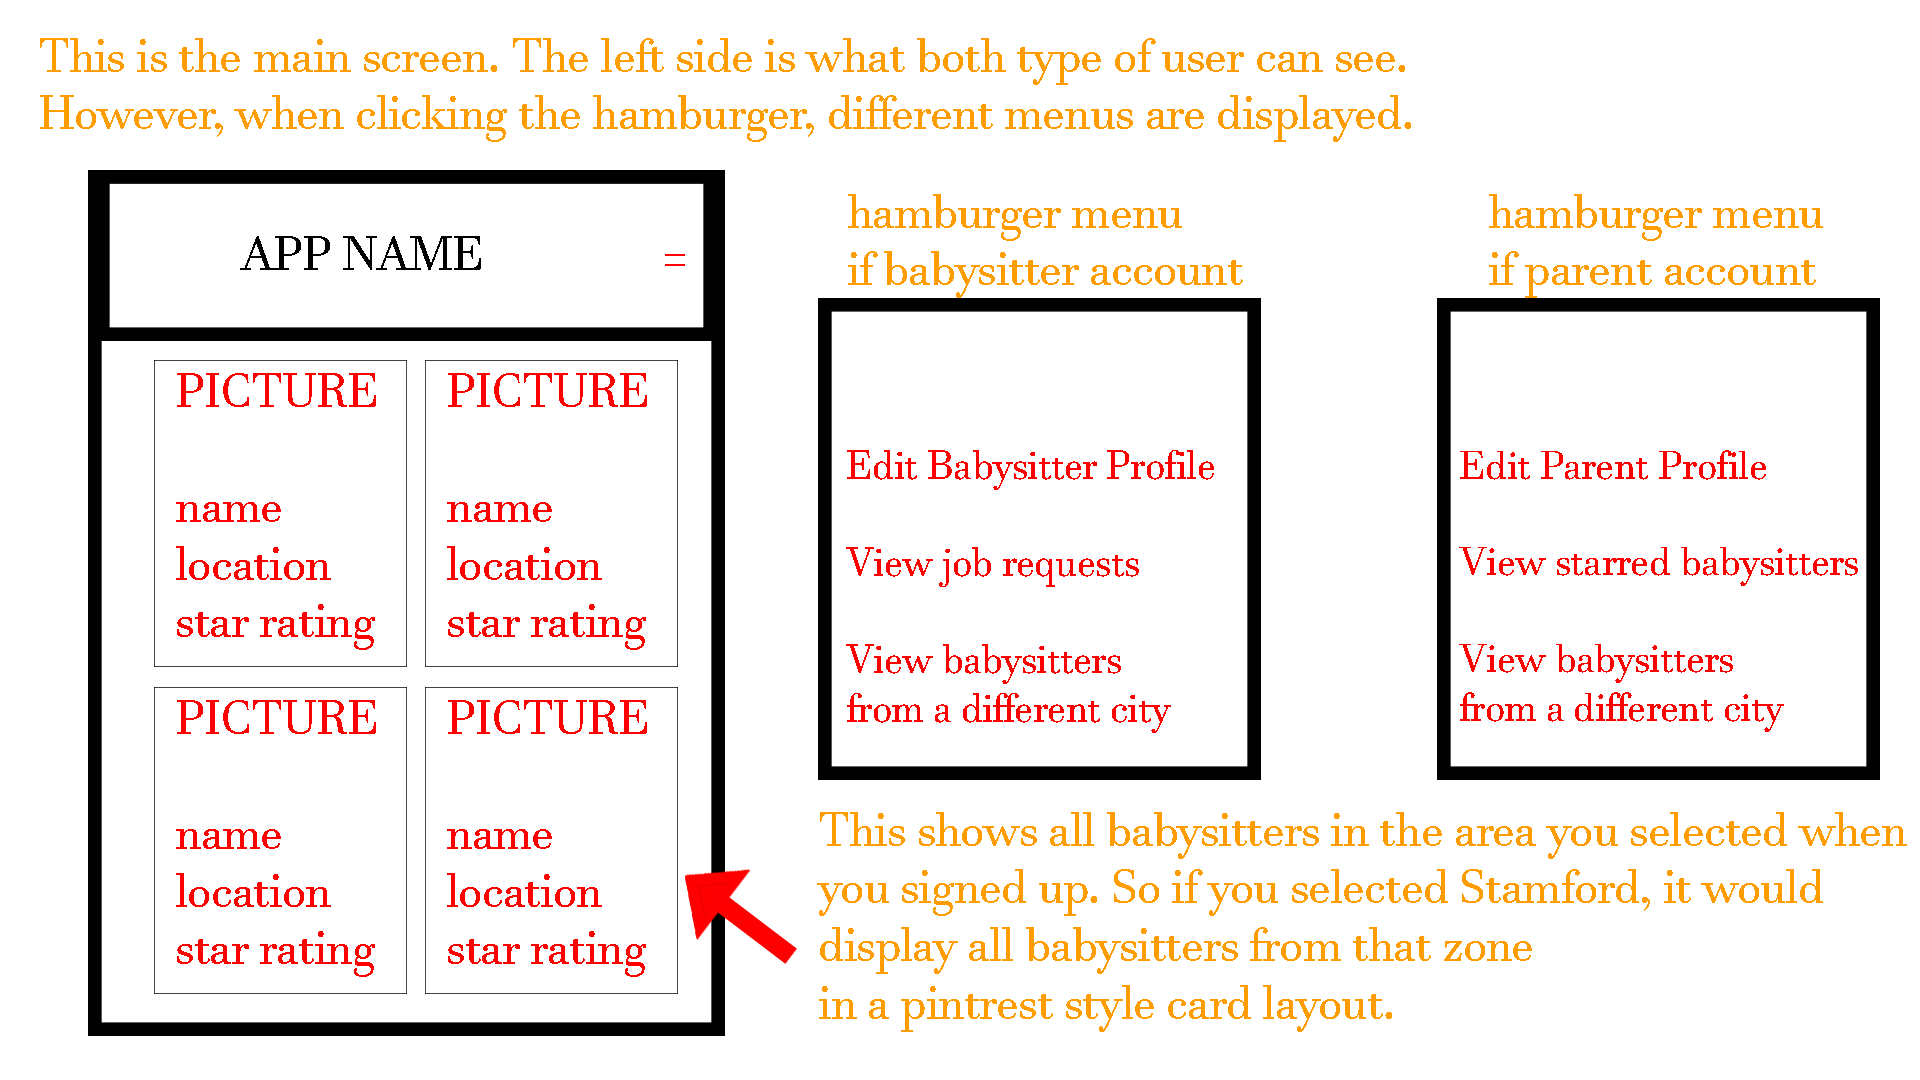 This is the main screen. The left side is what both type of user can see.
However, when clicking the hamburger, different menus are displayed.
APP NAME
=
PICTURE
name
location
star rating
PICTURE
name
location
star rating
PICTURE
name
location
star rating
PICTURE
name
location
star rating
hamburger menu
if babysitter account
Edit Babysitter Profile
View job requests
View babysitters
from a different city
hamburger menu
if parent account
Edit Parent Profile
View starred babysitters
View babysitters
from a different city
This shows all babysitters in the area you selected when
you signed up. So if you selected Stamford, it would
display all babysitters from that zone
in a pintrest style card layout.